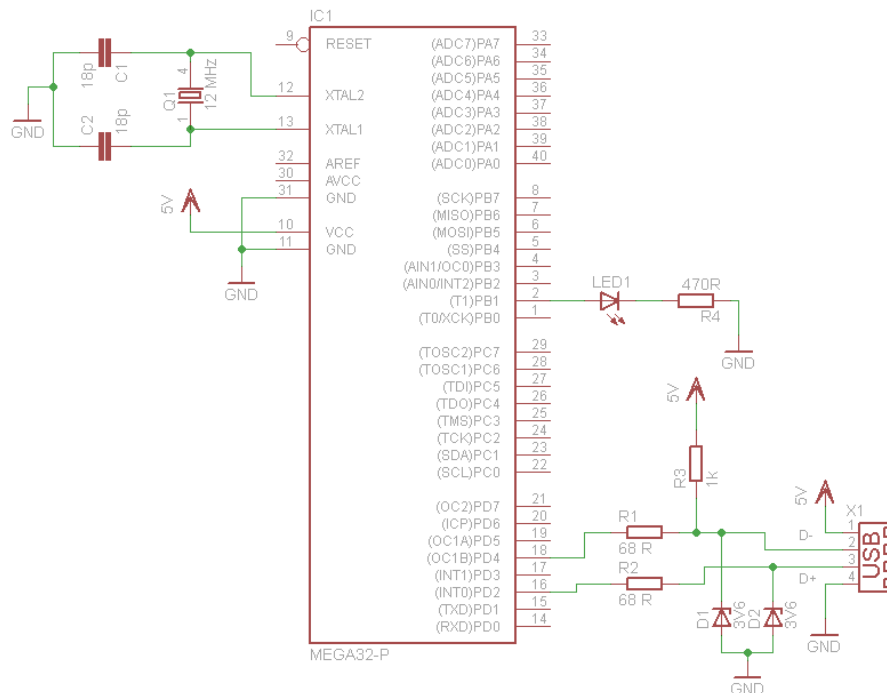 IC1
9
RESET
(ADC7)PA7
33
(ADC6)PA6
34
(ADC5)PA5
35
(ADC4)PA4
36
(ADC3)PA3
37
(ADC2)PA2
38
(ADC1)PA1
39
(ADC0)PA0
40
18p
C1
4
Q1
12 MHz
1
12
XTAL2
GND
C2
18p
13
XTAL1
32
AREF
30
AVCC
31
GND
5V
10
VCC
11
GND
GND
(SCK)PB7
8
(MISO)PB6
7
(MOSI)PB5
6
(SS)PB4
5
(AIN1/OC0)PB3
4
(AIN0/INT2)PB2
3
(T1)PB1
2
(T0/XCK)PB0
1
LED1
470R
R4
GND
(TOSC2)PC7
29
(TOSC1)PC6
28
(TDI)PC5
27
(TDO)PC4
26
(TMS)PC3
25
(TCK)PC2
24
(SDA)PC1
23
(SCL)PC0
22
5V
R3
1k
(OC2)PD7
21
(ICP)PD6
20
(OC1A)PD5
19
(OC1B)PD4
18
(INT1)PD3
17
(INT0)PD2
16
(TXD)PD1
15
(RXD)PD0
14
R1
68 R
R2
68 R
5V
X1
D-
D+
1
2
3
4
USB
D1
3V6
D2
3V6
GND
GND
MEGA32-P